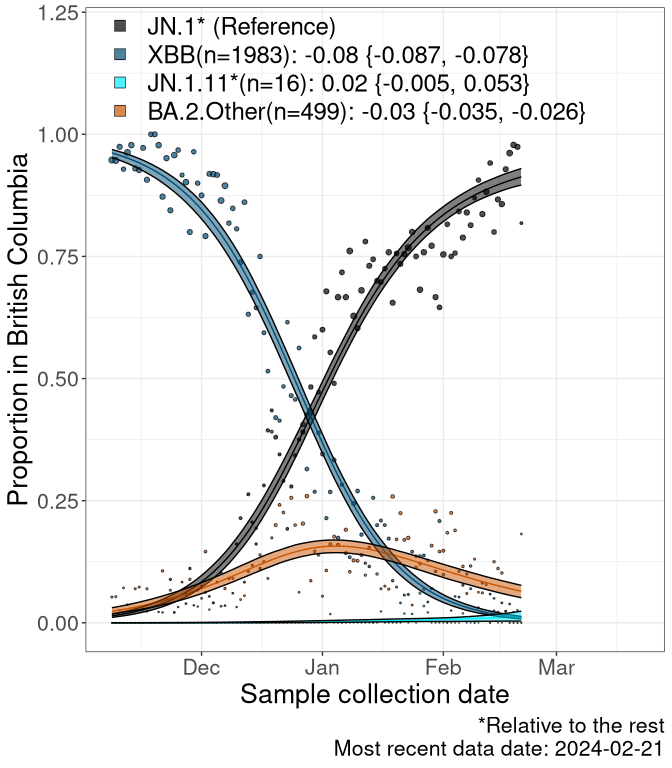 1.25
JN.1* (Reference)
XBB(n=1983): -0.08 {-0.087, -0.078}
JN.1.11*(n=16): 0.02 {-0.005, 0.053}
BA.2.Other(n=499): -0.03 {-0.035, -0.026}
1.00
0.75
0.50
0.25
0.00
Proportion in British Columbia
Dec Jan Feb Mar
Sample collection date
*Relative to the rest
Most recent data date: 2024-02-21